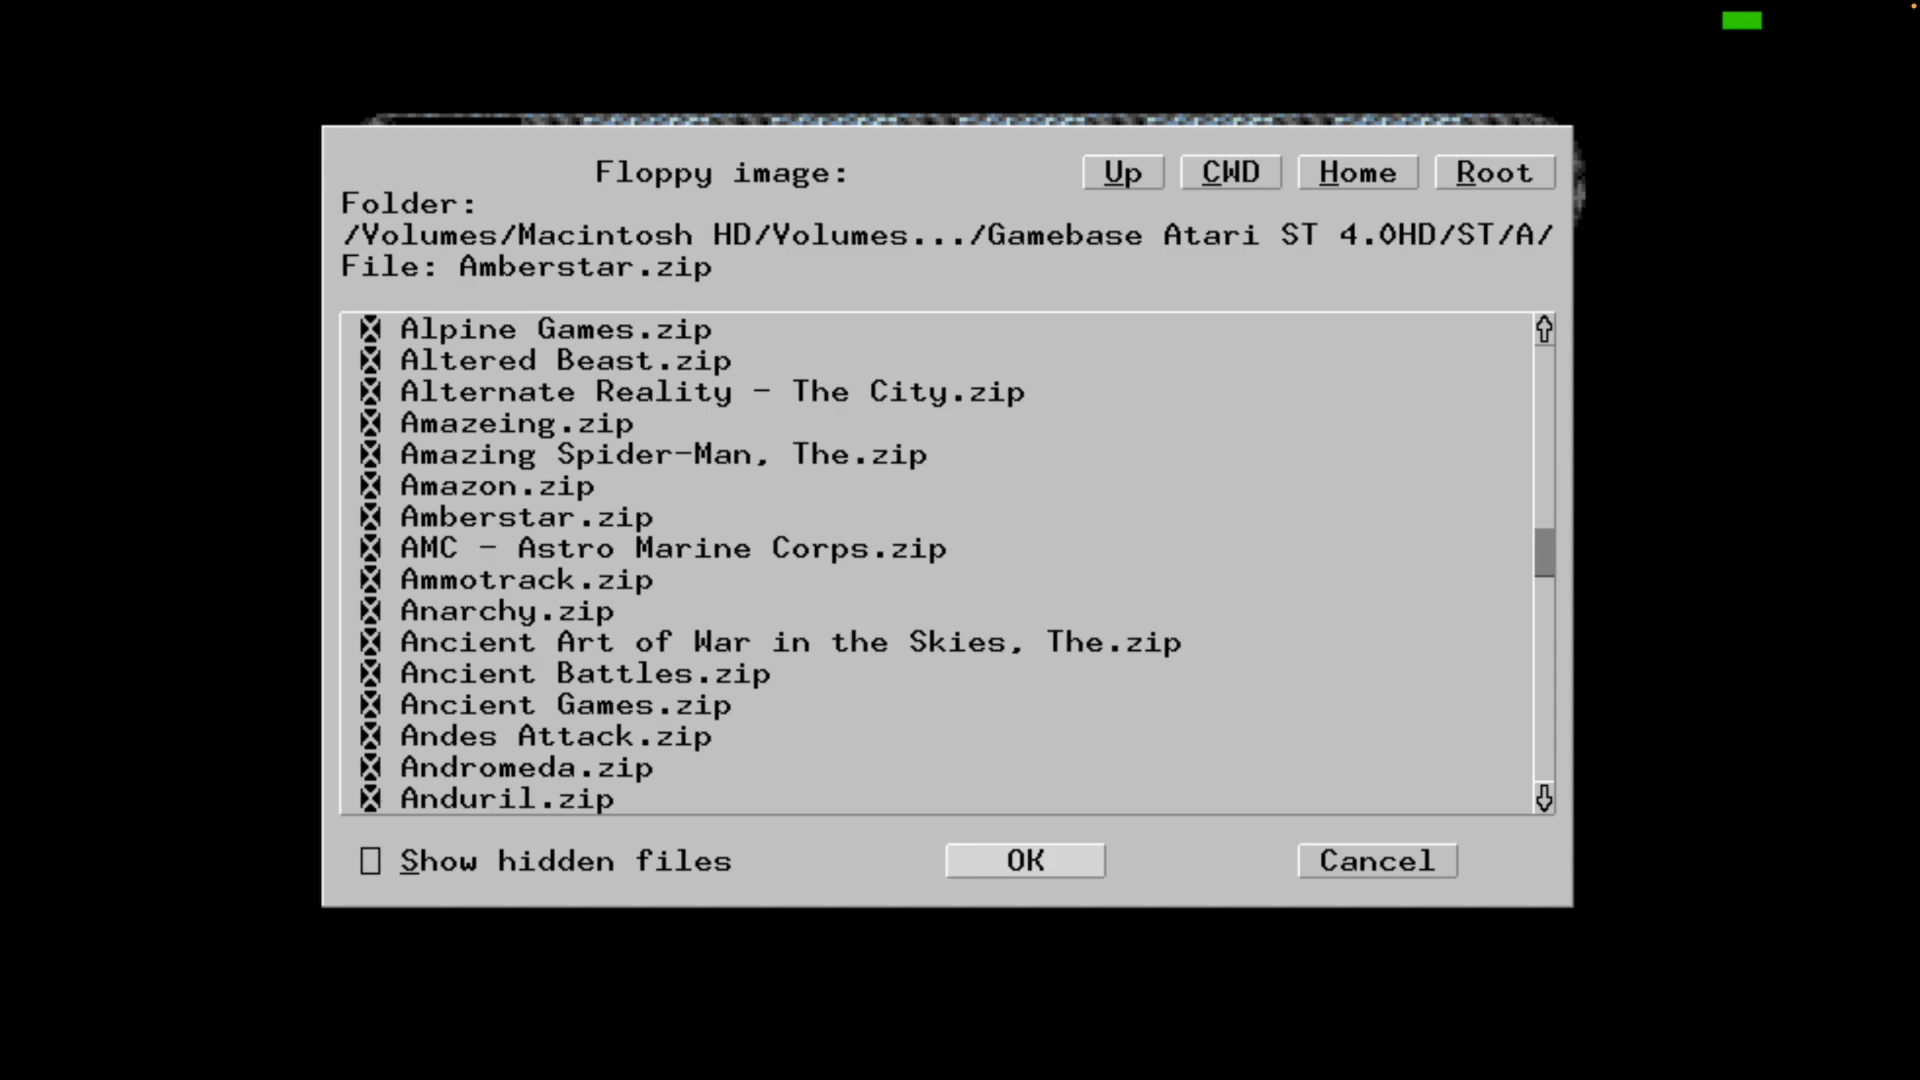 Floppy image: Up CWD Home Root
Folder:
/Volumes/Macintosh HD/Volumes.../Gamebase Atari ST 4.0HD/ST/A/
File: Amberstar.zip
Alpine Games.zip
Altered Beast.zip
Alternate Reality - The City.zip
Amazeing.zip
Amazing Spider-Man, The.zip
Amazon.zip
Amberstar.zip
AMC - Astro Marine Corps.zip
Ammotrack.zip
Anarchy.zip
Ancient Art of War in the Skies, The.zip
Ancient Battles.zip
Ancient Games.zip
Andes Attack.zip
Andromeda.zip
Anduril.zip
Show hidden files OK Cancel